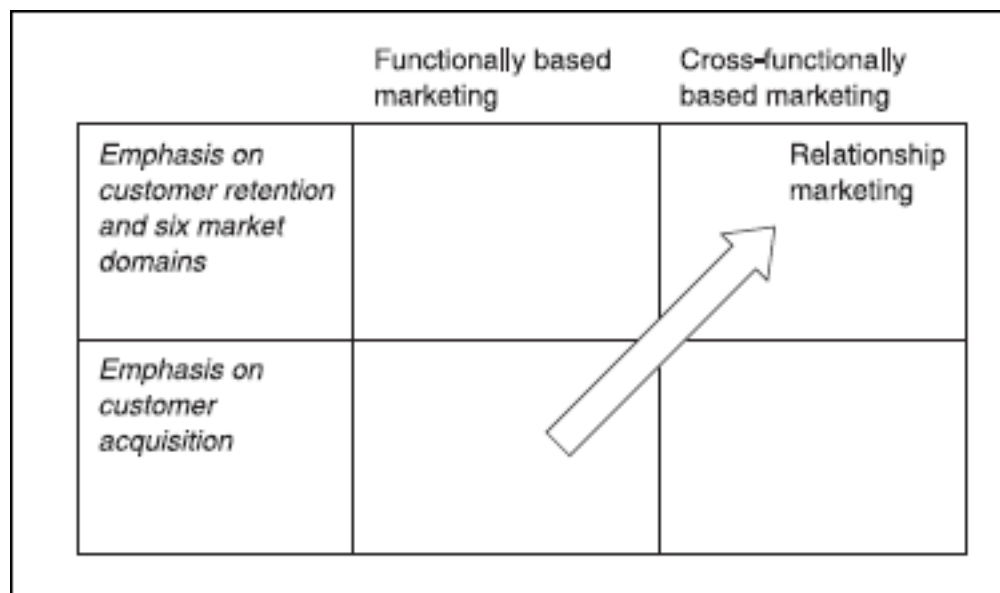 Functionally based
marketing
Cross-functionally
based marketing
Emphasis on
customer retention
and six market
domains
Relationship
marketing
Emphasis on
customer
acquisition